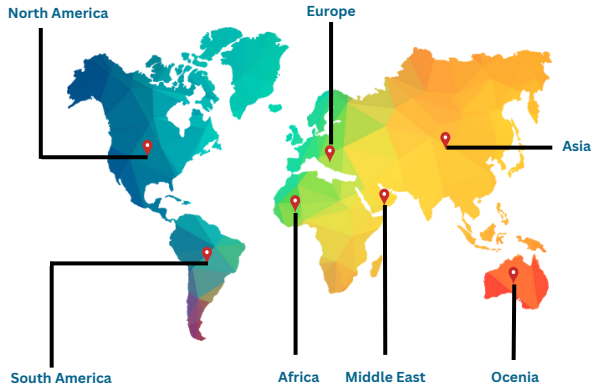 North America
Europe
Asia
South America
Africa
Middle East
Ocenia